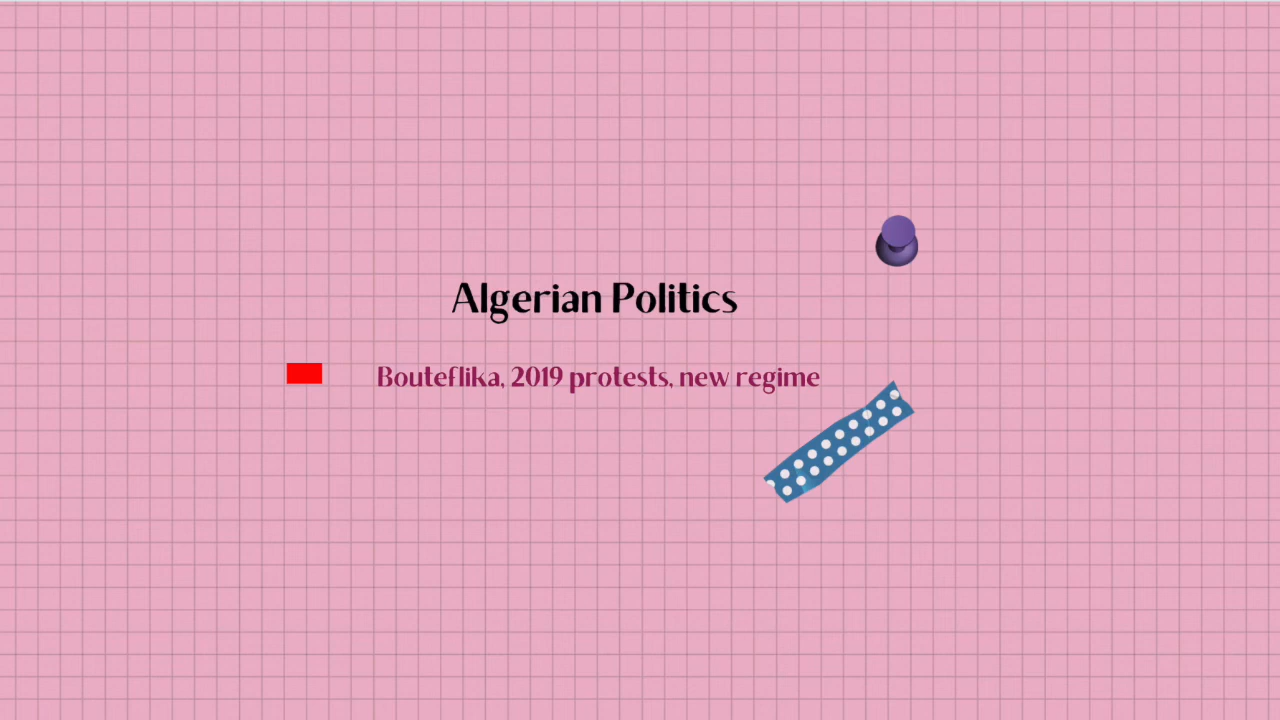 Algerian Politics
Bouteflika, 2019 protests, new regime